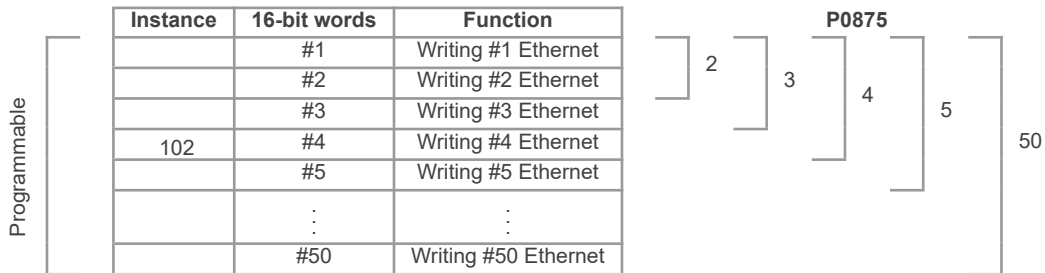 Instance 16-bit words Function P0875
#1 Writing #1 Ethernet
#2 Writing #2 Ethernet 2
#3 Writing #3 Ethernet 3
102 #4 Writing #4 Ethernet 4
#5 Writing #5 Ethernet 5
: :
#50 Writing #50 Ethernet 50
Programmable